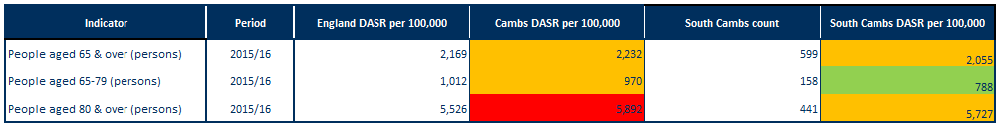 Indicator Period England DASR per 100,000 Cambs DASR per 100,000 South Cambs count South Cambs DASR per 100,000
People aged 65 & over (persons) 2015/16 2,169 2,232 599 2,055
People aged 65-79 (persons) 2015/16 1,012 970 158 788
People aged 80 & over (persons) 2015/16 5,526 5,892 441 5,727